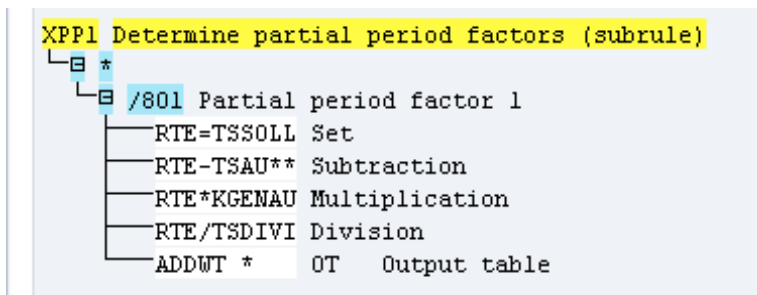 XPP1 Determine partial period factors (subrule)
*
/801 Partial period factor 1
RTE=TSSOLL Set
RTE-TSAU** Subtraction
RTE*KGENAU Multiplication
RTE/TSDIVI Division
ADDWT * OT Output table